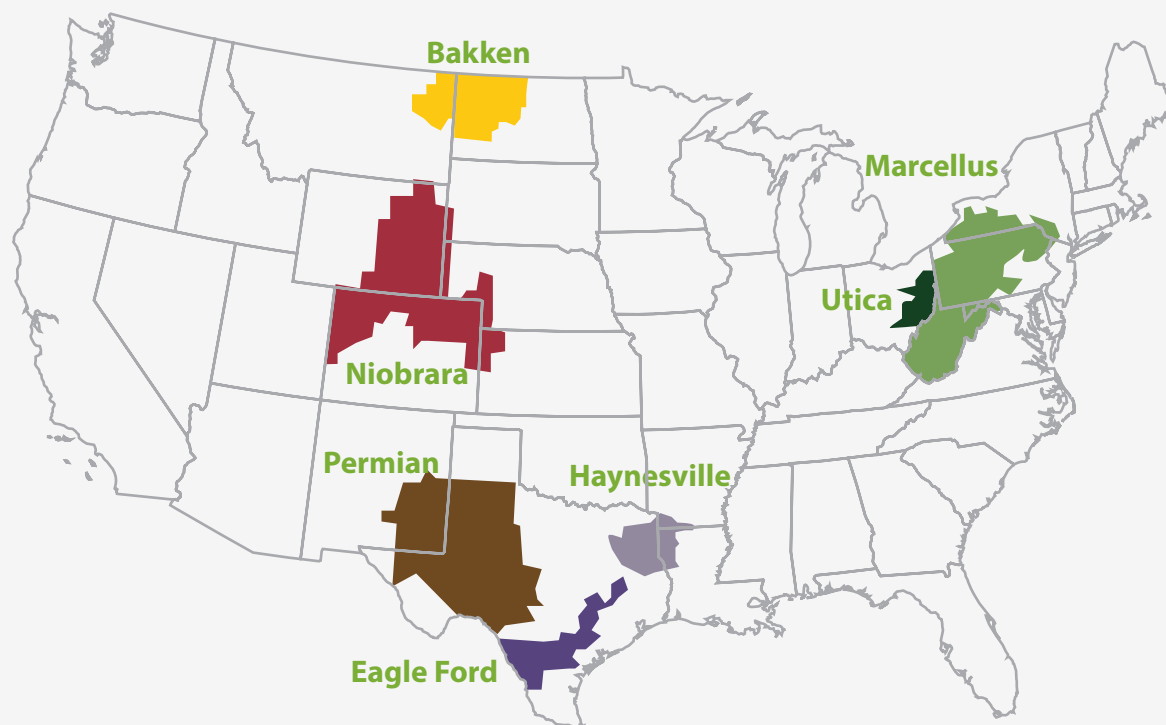 Bakken
Marcellus
Utica
Niobrara
Permian
Haynesville
Eagle Ford